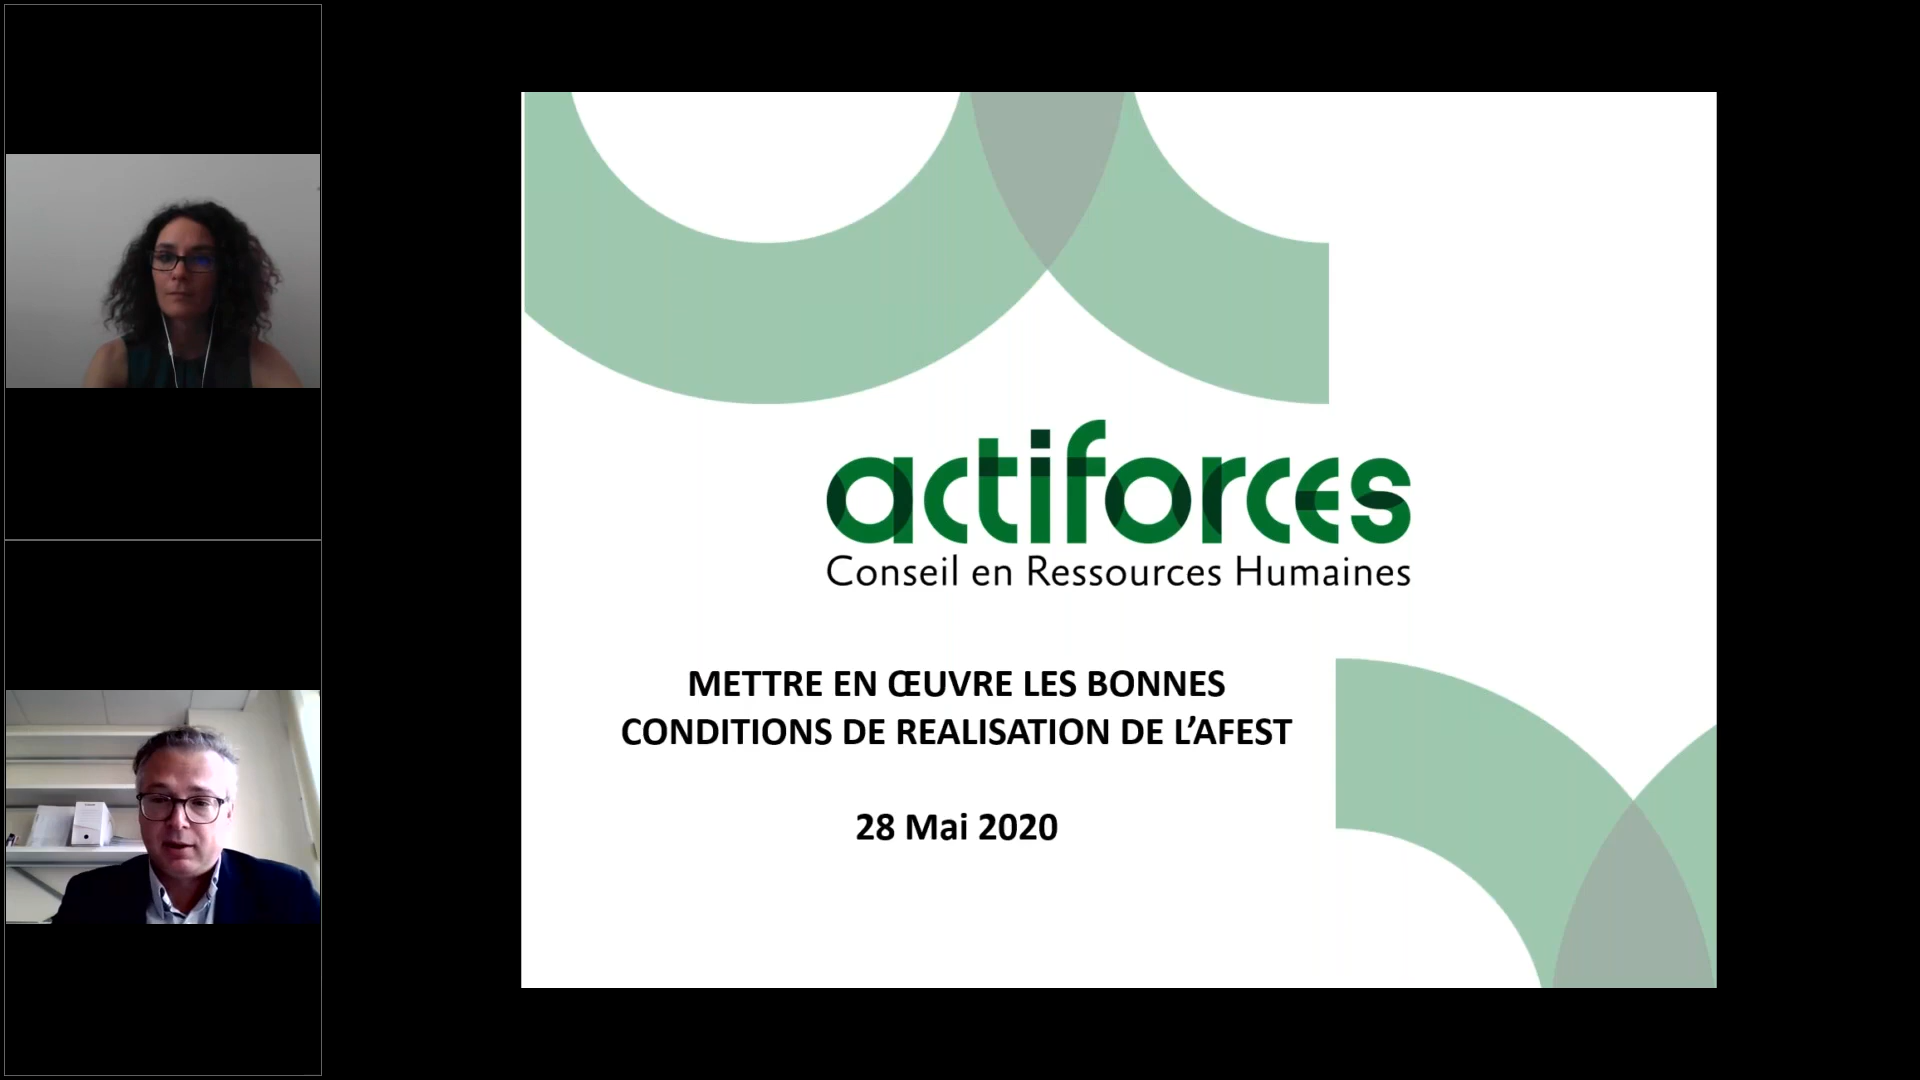 actiforces
Conseil en Ressources Humaines
METTRE EN ŒUVRE LES BONNES
CONDITIONS DE REALISATION DE L’AFEST
28 Mai 2020